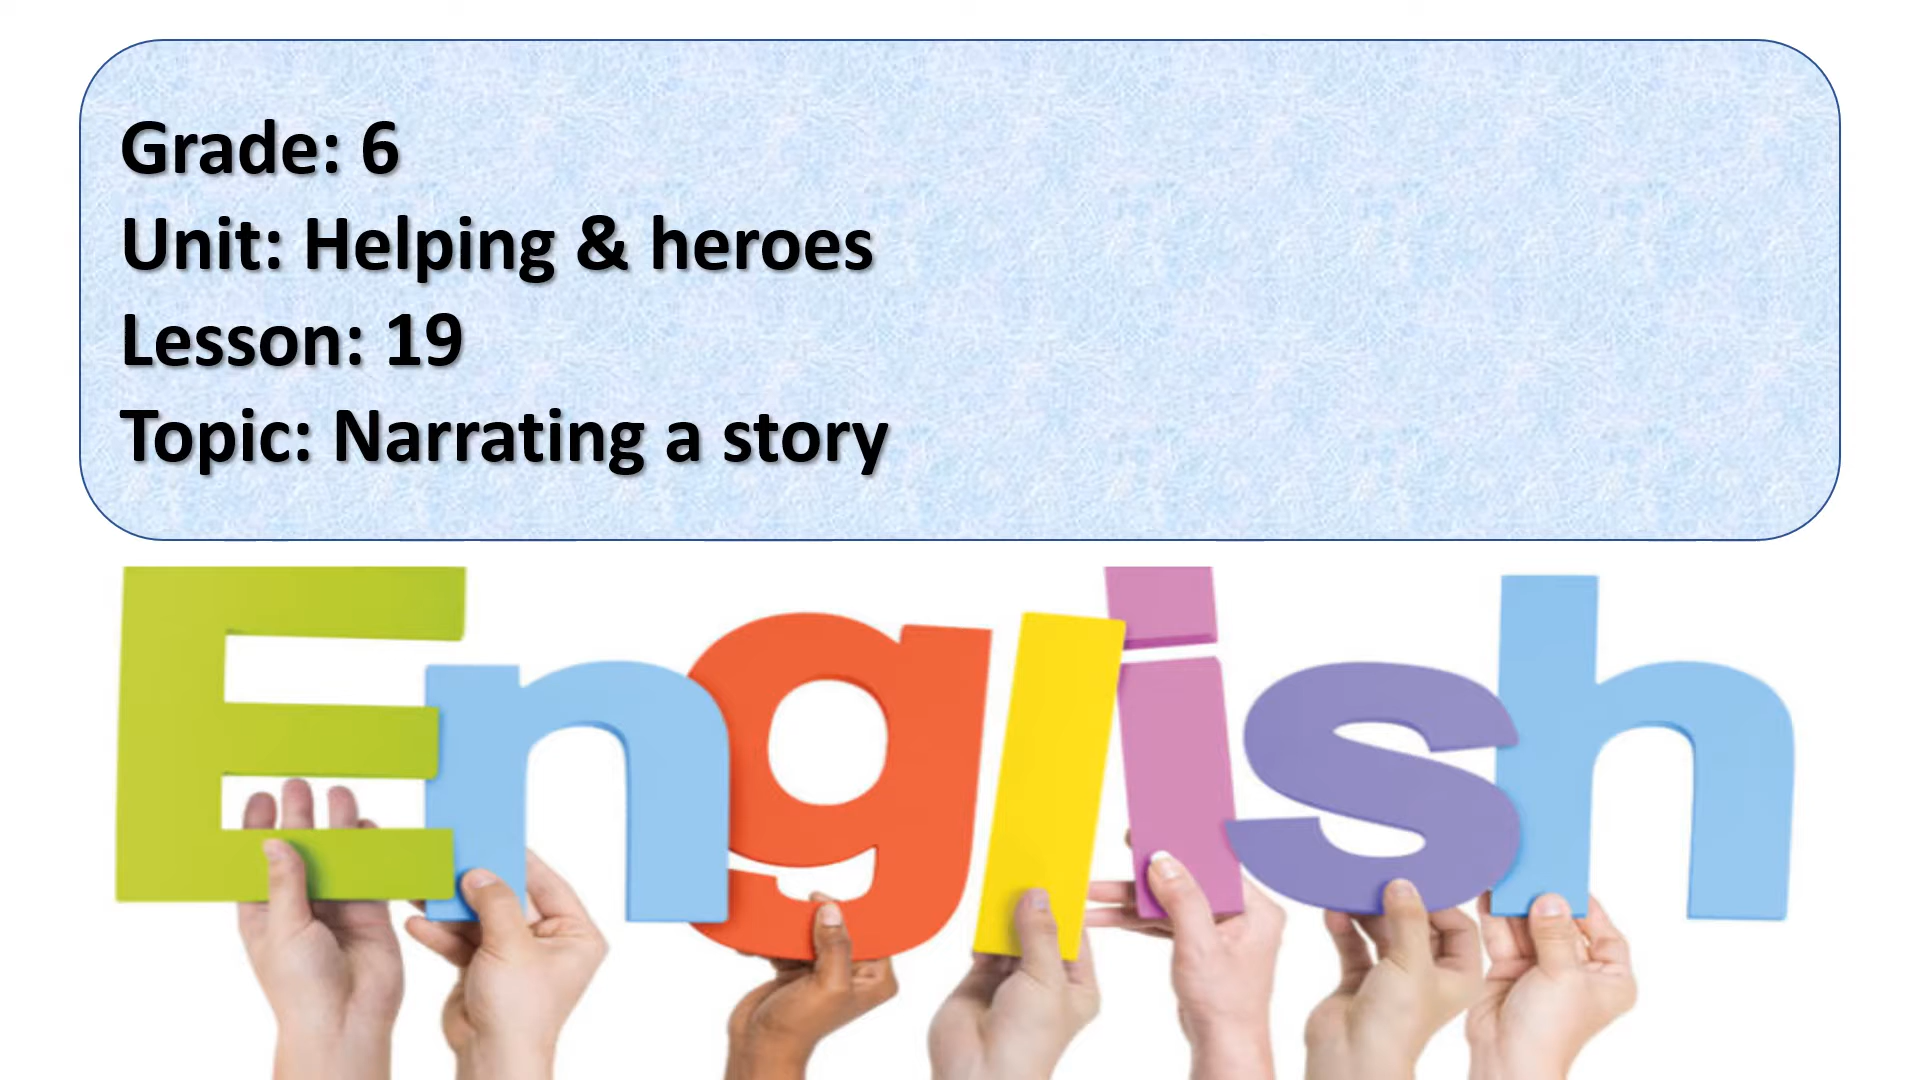 Grade: 6
Unit: Helping & heroes
Lesson: 19
Topic: Narrating a story
English